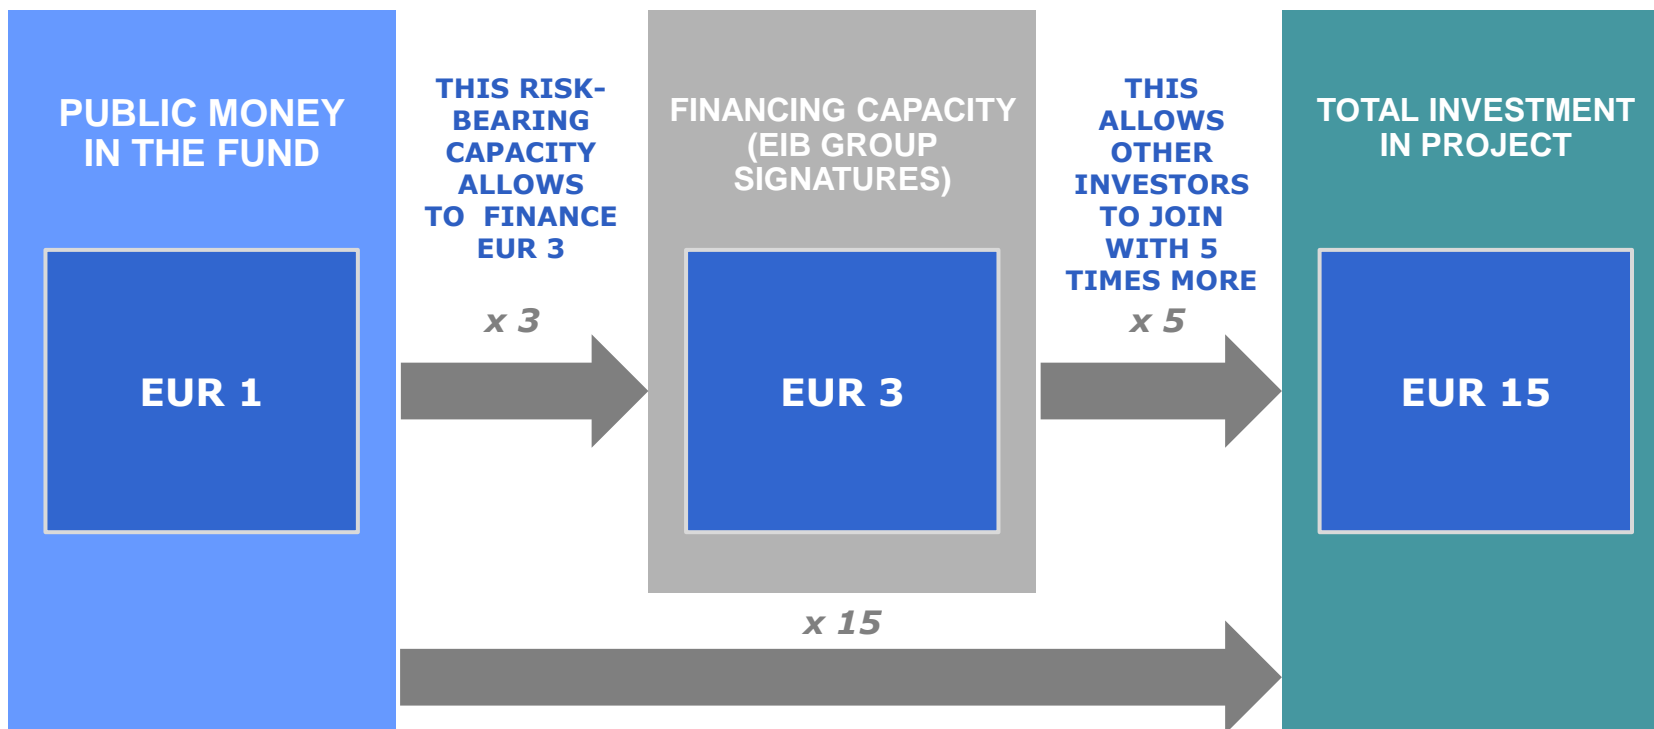 PUBLIC MONEY
IN THE FUND
EUR 1
THIS RISK-
BEARING
CAPACITY
ALLOWS
TO FINANCE
EUR 3
x 3
FINANCING CAPACITY
(EIB GROUP
SIGNATURES)
EUR 3
THIS
ALLOWS
OTHER
INVESTORS
TO JOIN
WITH 5
TIMES MORE
x 5
TOTAL INVESTMENT
IN PROJECT
EUR 15
x 15